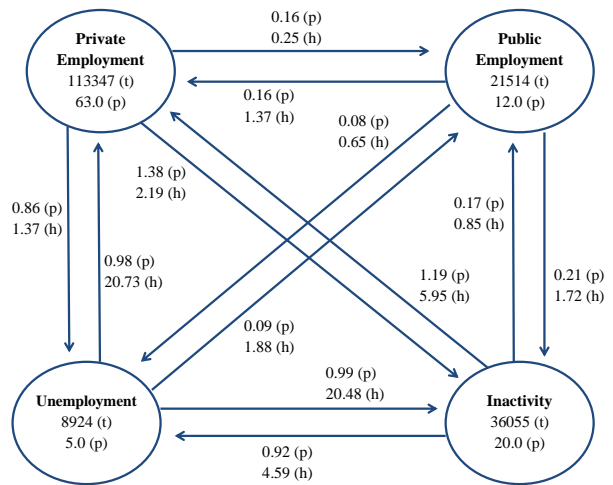 Private
Employment
113347 (t)
63.0 (p)
0.16 (p)
0.25 (h)
Public
Employment
21514 (t)
12.0 (p)
0.16 (p)
1.37 (h)
0.08 (p)
0.65 (h)
1.38 (p)
2.19 (h)
0.86 (p)
1.37 (h)
0.98 (p)
20.73 (h)
0.17 (p)
0.85 (h)
1.19 (p)
5.95 (h)
0.21 (p)
1.72 (h)
0.09 (p)
1.88 (h)
Unemployment
8924 (t)
5.0 (p)
0.99 (p)
20.48 (h)
Inactivity
36055 (t)
20.0 (p)
0.92 (p)
4.59 (h)